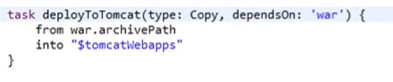 task deployToTomcat(type: Copy, dependsOn: 'war') {
    from war.archivePath
    into "$tomcatWebapps"
}